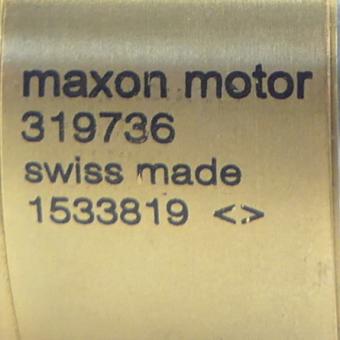 maxon motor
319736
swiss made
1533819 <>